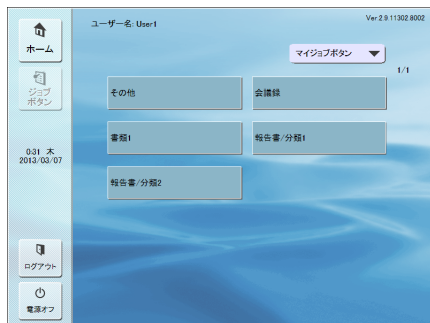 ホーム
ジョブ
ボタン
0:31 木
2013/03/07
ログアウト
電源オフ
ユーザー名: User1
Ver 2.9.11302.8002
マイジョブボタン
1/1
その他
会議録
書類1
報告書/分類1
報告書/分類2